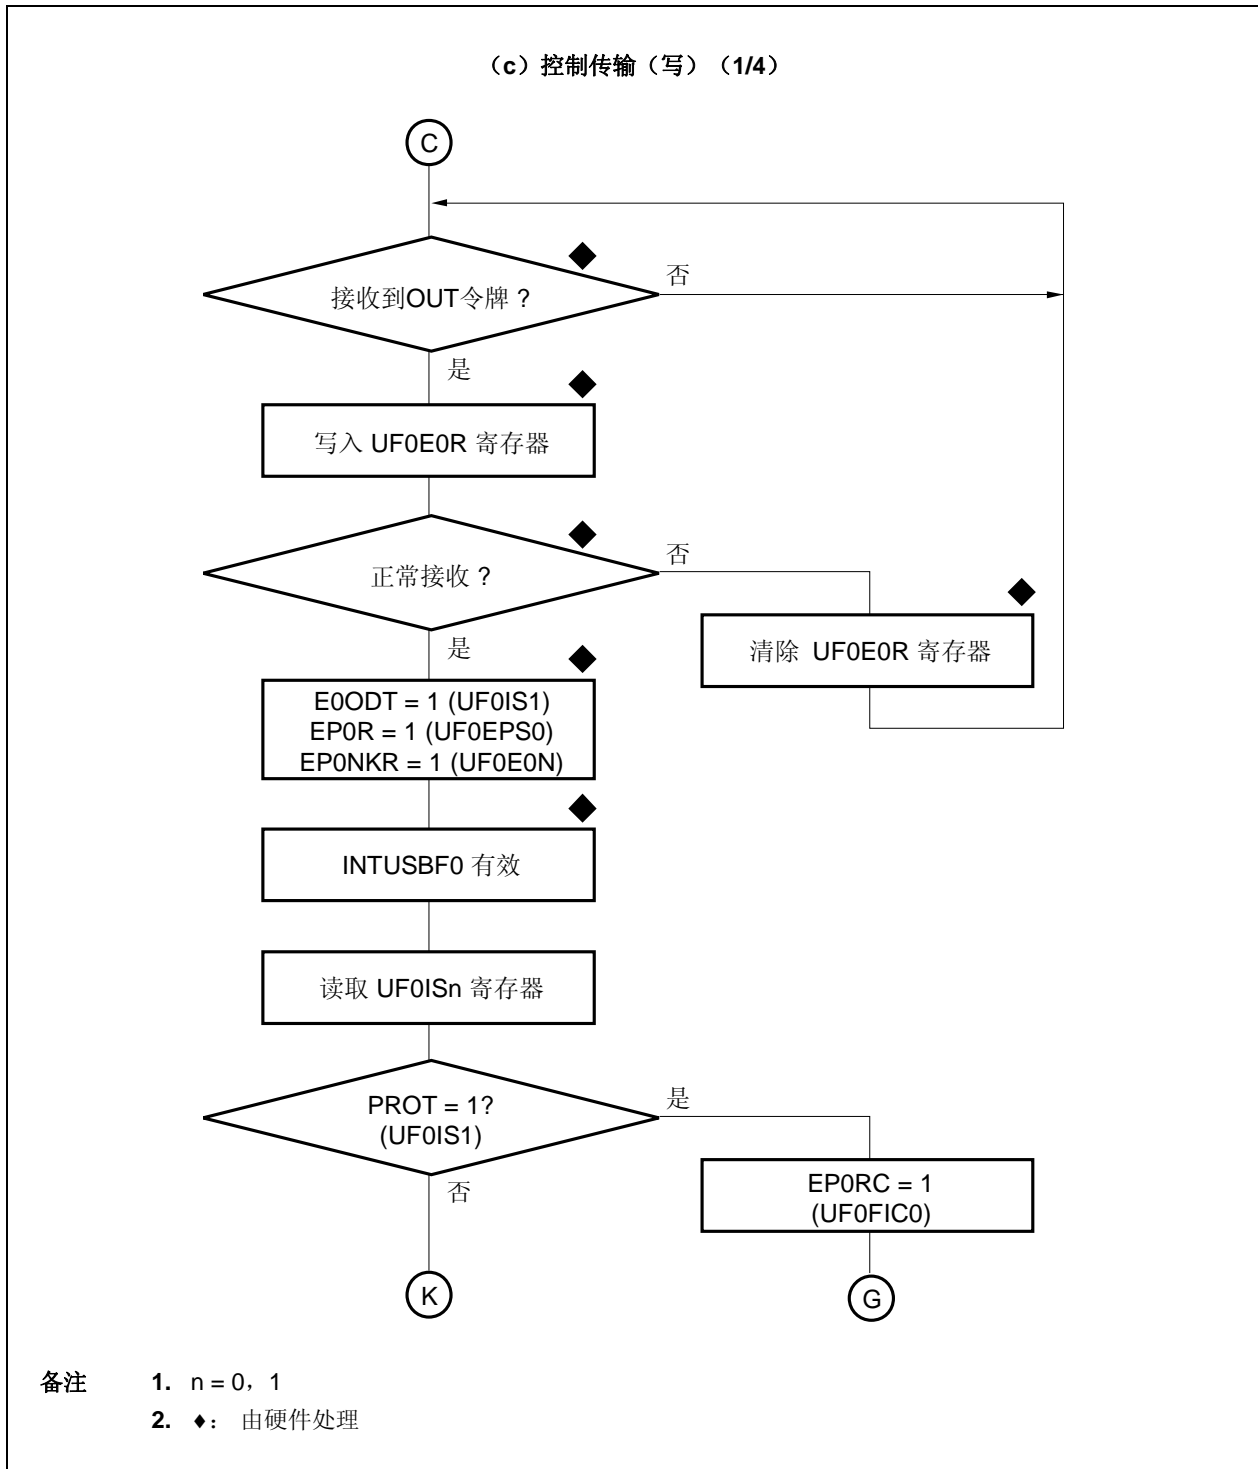 （c）控制传输（写）（1/4）
C
接收到OUT令牌 ?
否
是
写入 UF0E0R 寄存器
正常接收 ?
否
是
清除 UF0E0R 寄存器
E0ODT = 1 (UF0IS1)
EP0R = 1 (UF0EPS0)
EP0NKR = 1 (UF0E0N)
INTUSBF0 有效
读取 UF0ISn 寄存器
PROT = 1?
(UF0IS1)
是
否
EP0RC = 1
(UF0FIC0)
K
G
备注 1. n = 0，1
2. ♦： 由硬件处理